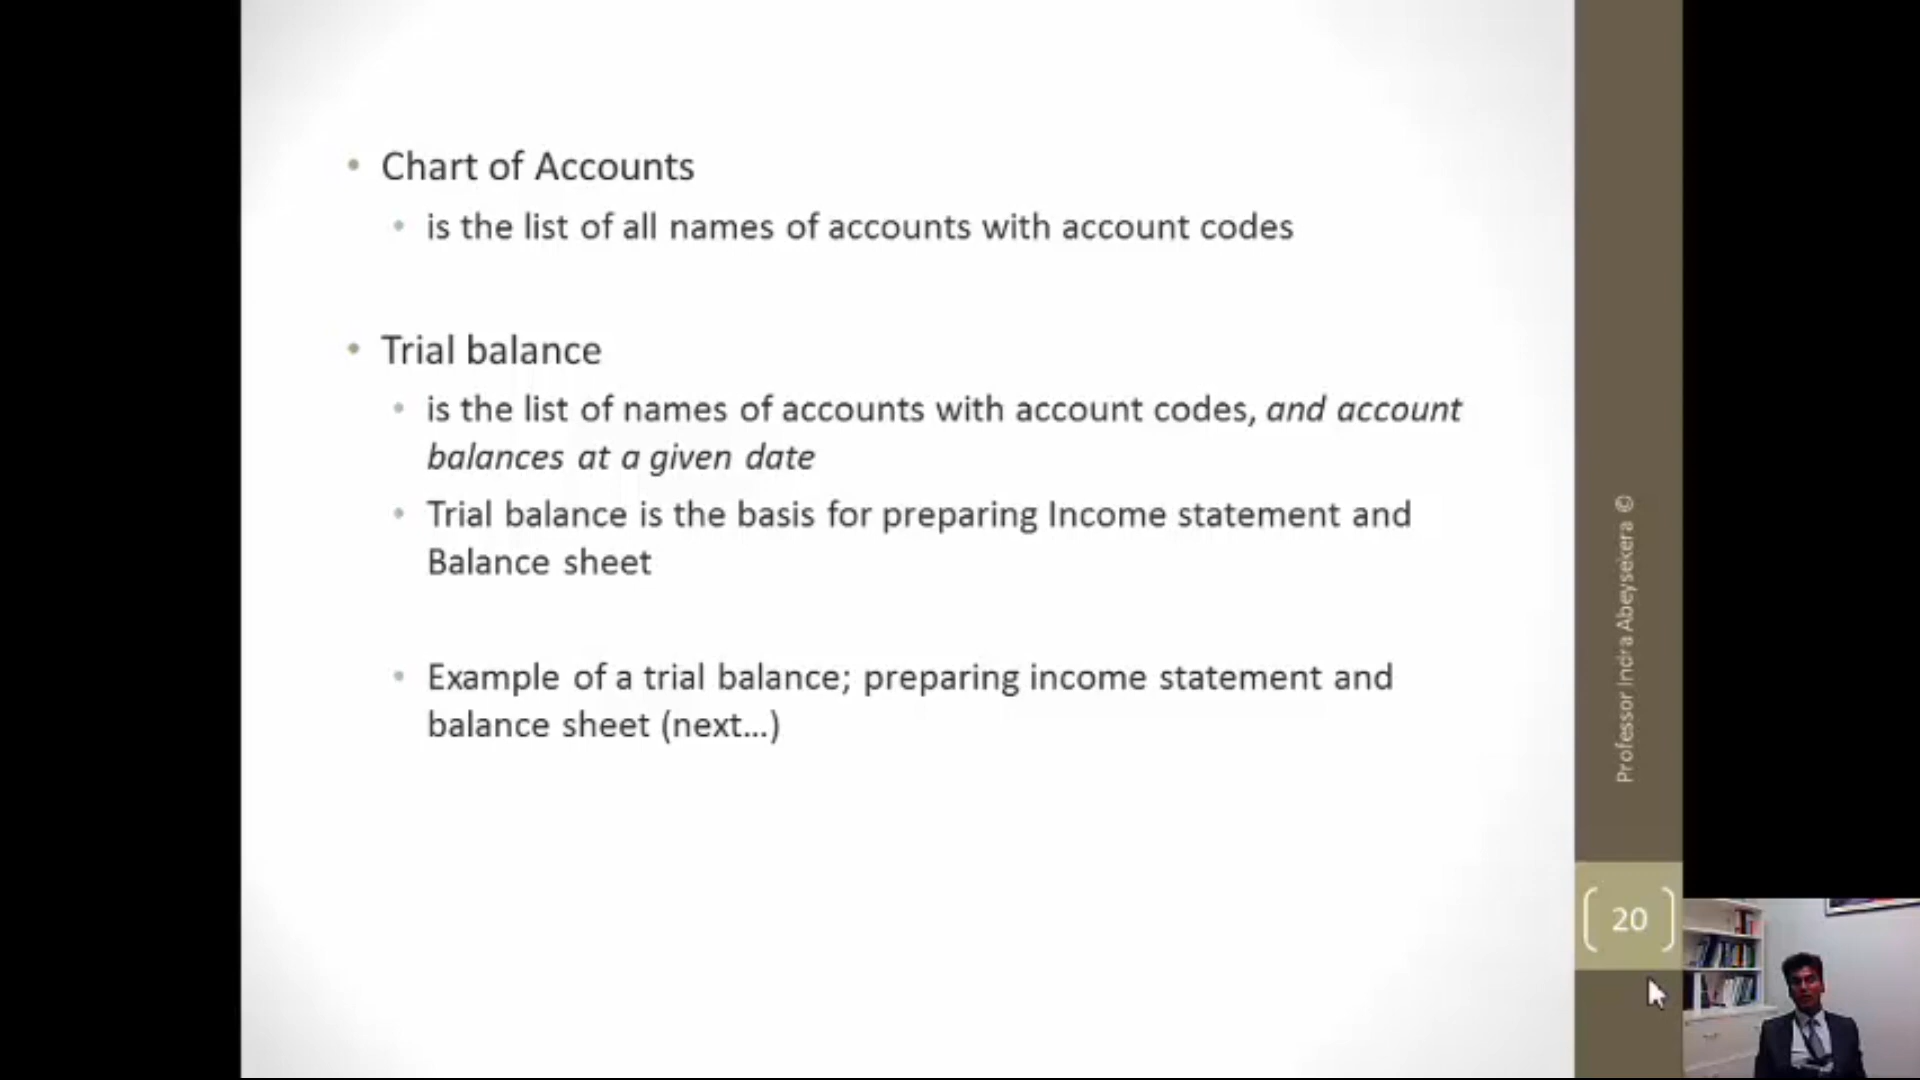 • Chart of Accounts
• is the list of all names of accounts with account codes
• Trial balance
• is the list of names of accounts with account codes, and account
balances at a given date
• Trial balance is the basis for preparing Income statement and
Balance sheet
• Example of a trial balance; preparing income statement and
balance sheet (next...)
Professor Indra Abeysekera ©
20